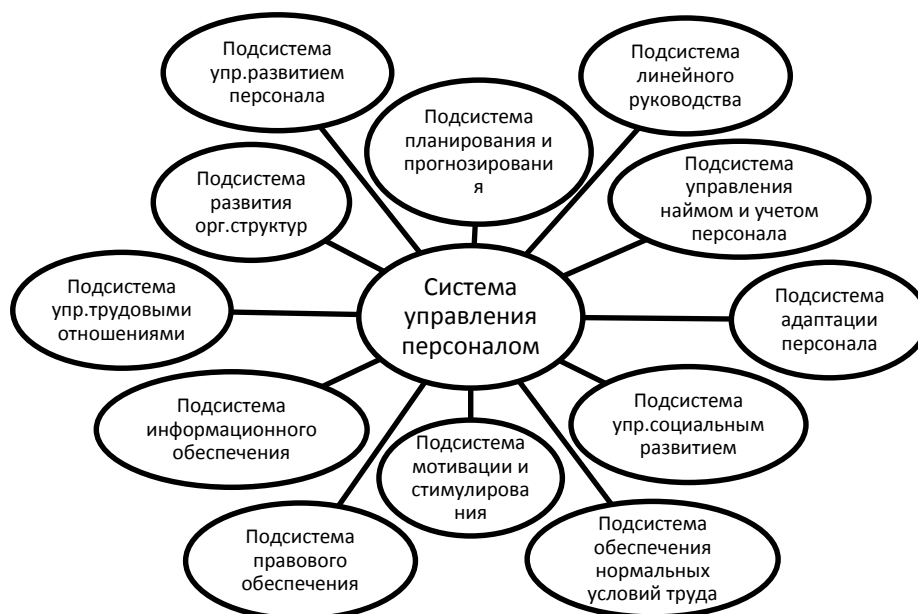 Подсистема
упр.развитием
персонала
Подсистема
линейного
руководства
Подсистема
планирования и
прогнозировани
я
Подсистема
развития
орг.структур
Подсистема
управления
наймом и учетом
персонала
Подсистема
упр.трудовыми
отношениями
Система
управления
персоналом
Подсистема
адаптации
персонала
Подсистема
информационного
обеспечения
Подсистема
упр.социальным
развитием
Подсистема
мотивации и
стимулирова
ния
Подсистема
правового
обеспечения
Подсистема
обеспечения
нормальных
условий труда